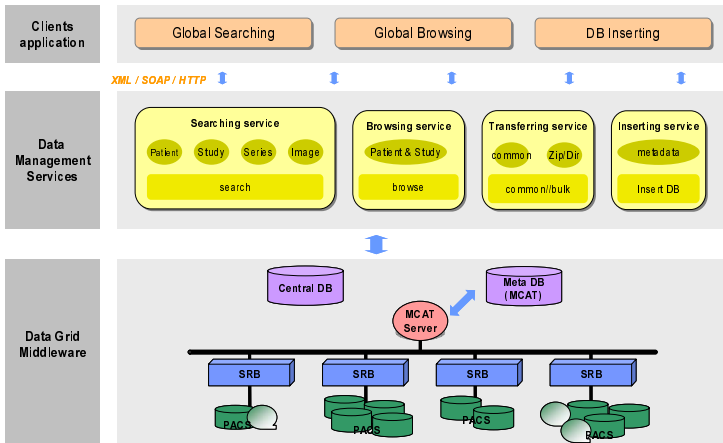 Clients
application
Global Searching
Global Browsing
DB Inserting
XML / SOAP / HTTP
Data
Management
Services
Searching service
Patient
Study
Series
Image
search
Browsing service
Patient & Study
browse
Transferring service
common
Zip/Dir
common//bulk
Inserting service
metadata
Insert DB
Data Grid
Middleware
Central DB
Meta DB
(MCAT)
MCAT
Server
SRB
SRB
SRB
SRB
PACS
PACS
PACS
PACS